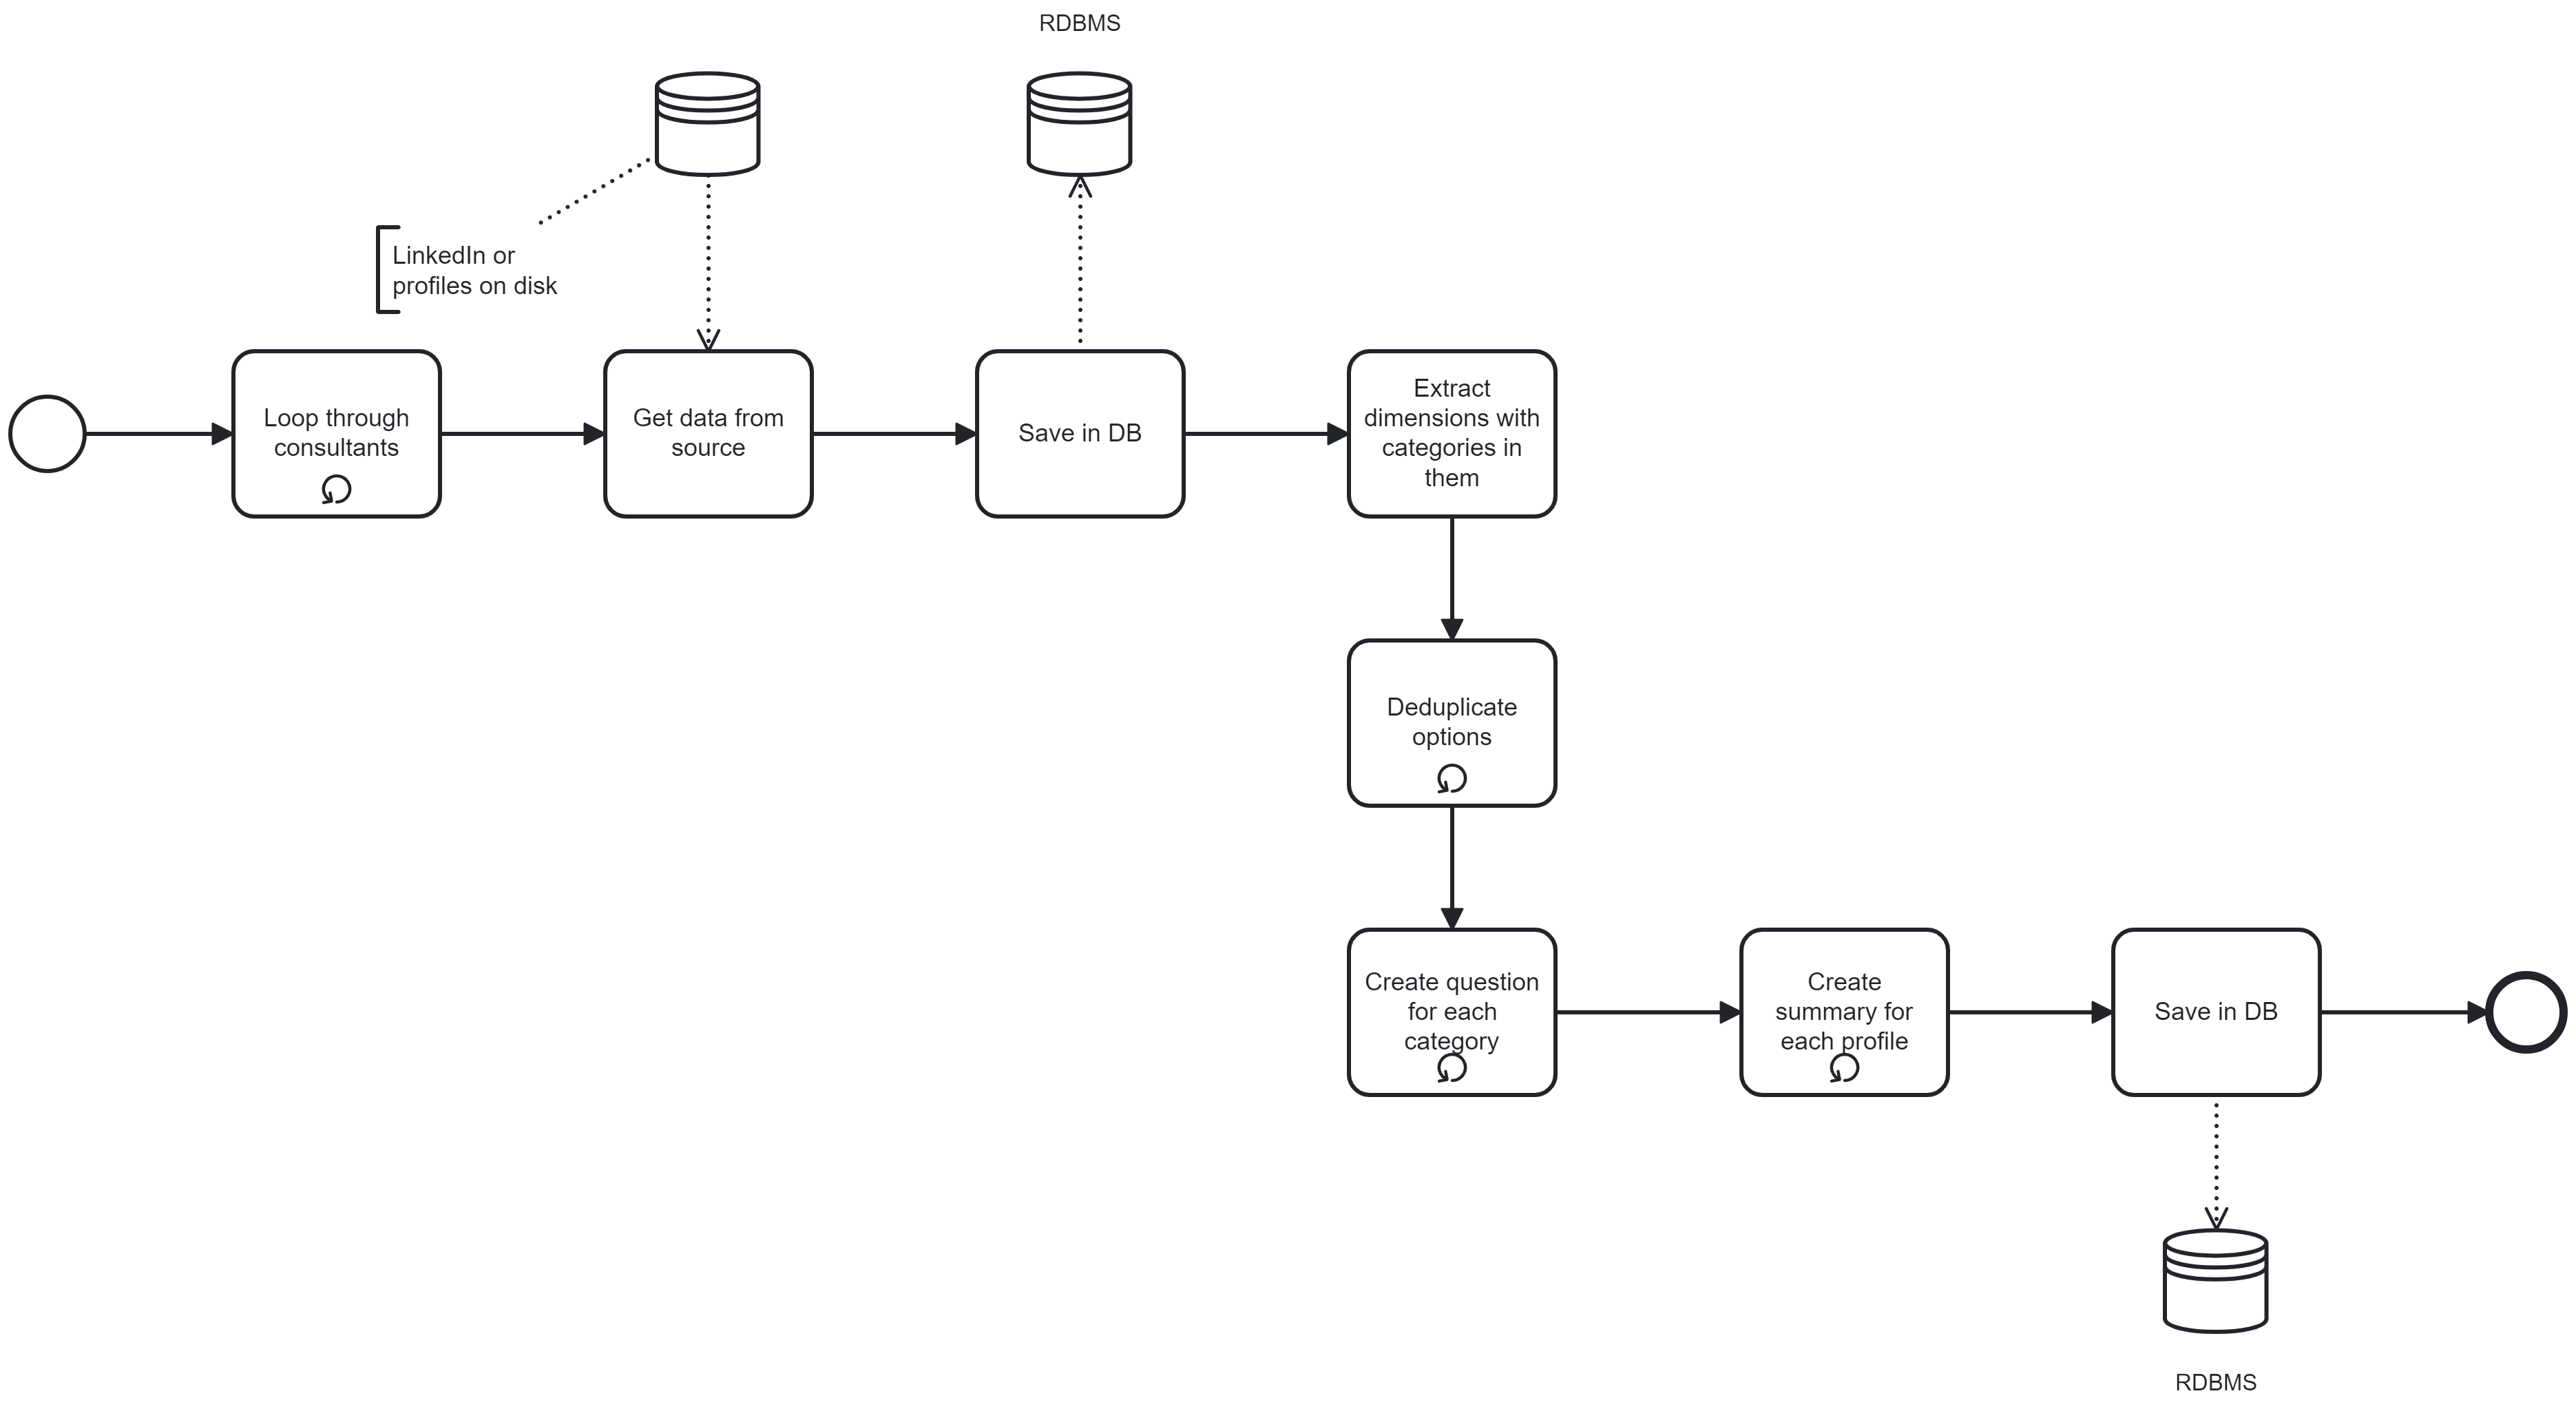 RDBMS
LinkedIn or
profiles on disk
Loop through
consultants
Get data from
source
Save in DB
Extract
dimensions with
categories in
them
Deduplicate
options
Create question
for each
category
Create
summary for
each profile
Save in DB
RDBMS